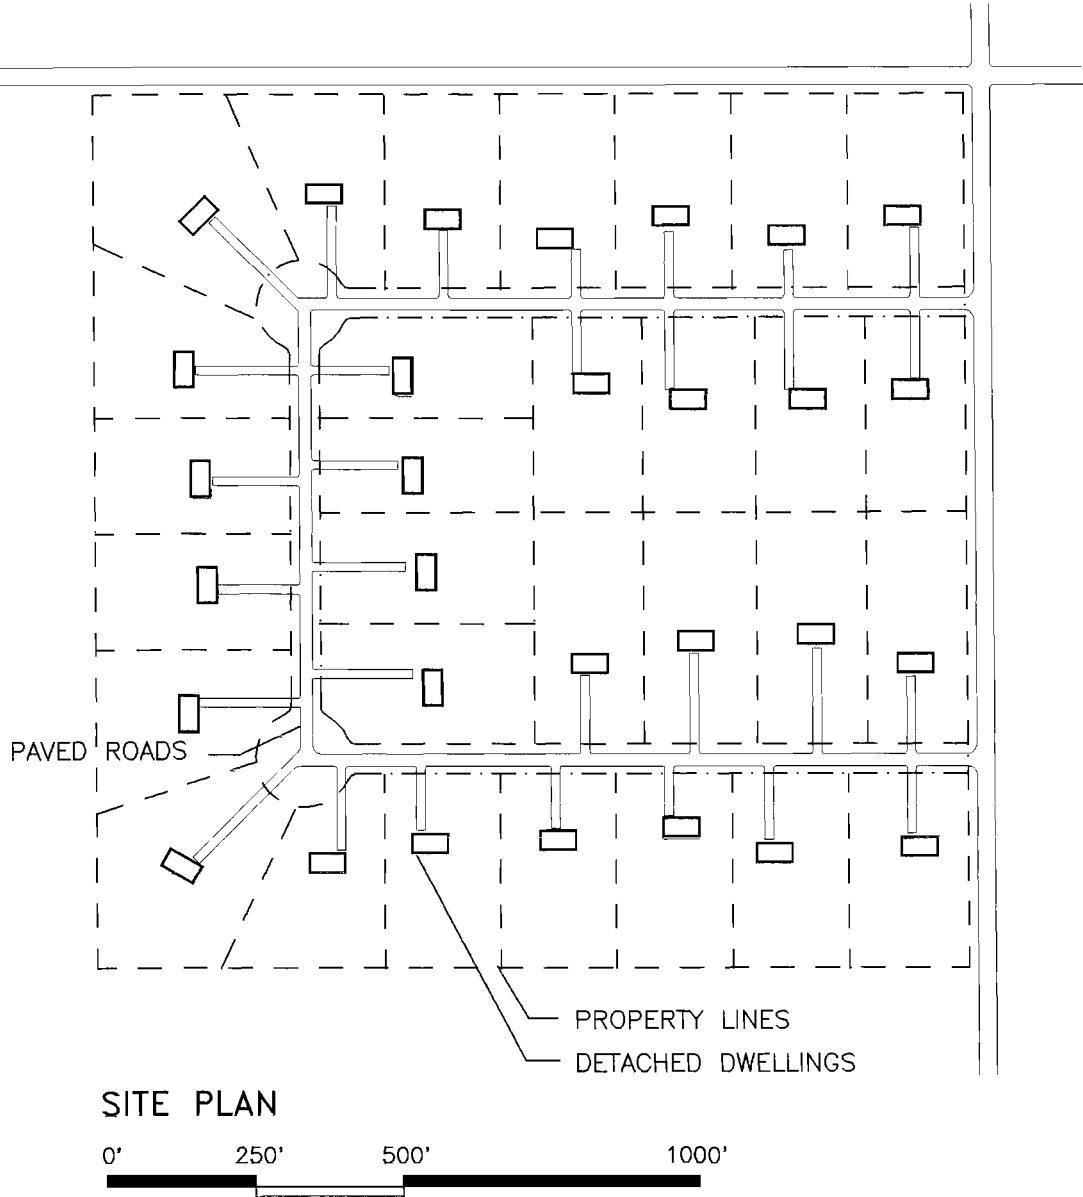 PAVED ROADS
PROPERTY LINES
DETACHED DWELLINGS
SITE PLAN
0' 250' 500' 1000'